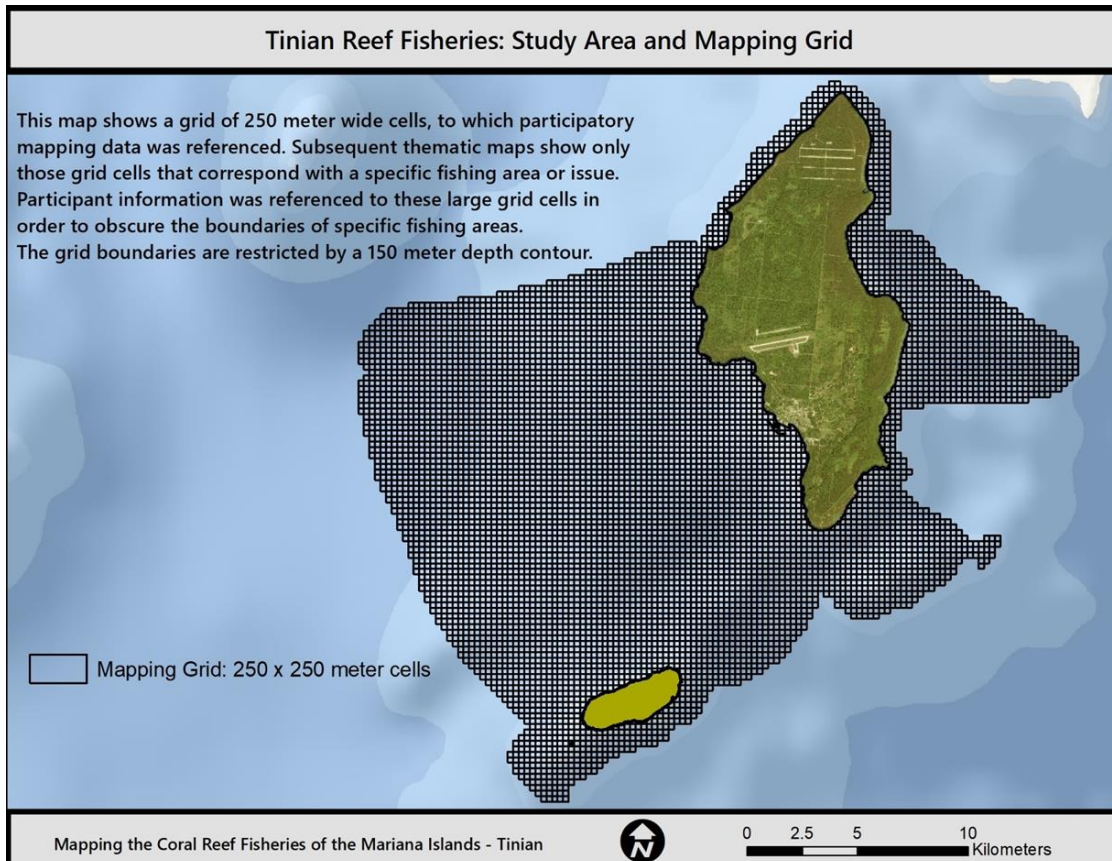 Tinian Reef Fisheries: Study Area and Mapping Grid
This map shows a grid of 250 meter wide cells, to which participatory
mapping data was referenced. Subsequent thematic maps show only
those grid cells that correspond with a specific fishing area or issue.
Participant information was referenced to these large grid cells in
order to obscure the boundaries of specific fishing areas.
The grid boundaries are restricted by a 150 meter depth contour.
Mapping Grid: 250 x 250 meter cells
Mapping the Coral Reef Fisheries of the Mariana Islands - Tinian
N
0 2.5 5 10
Kilometers